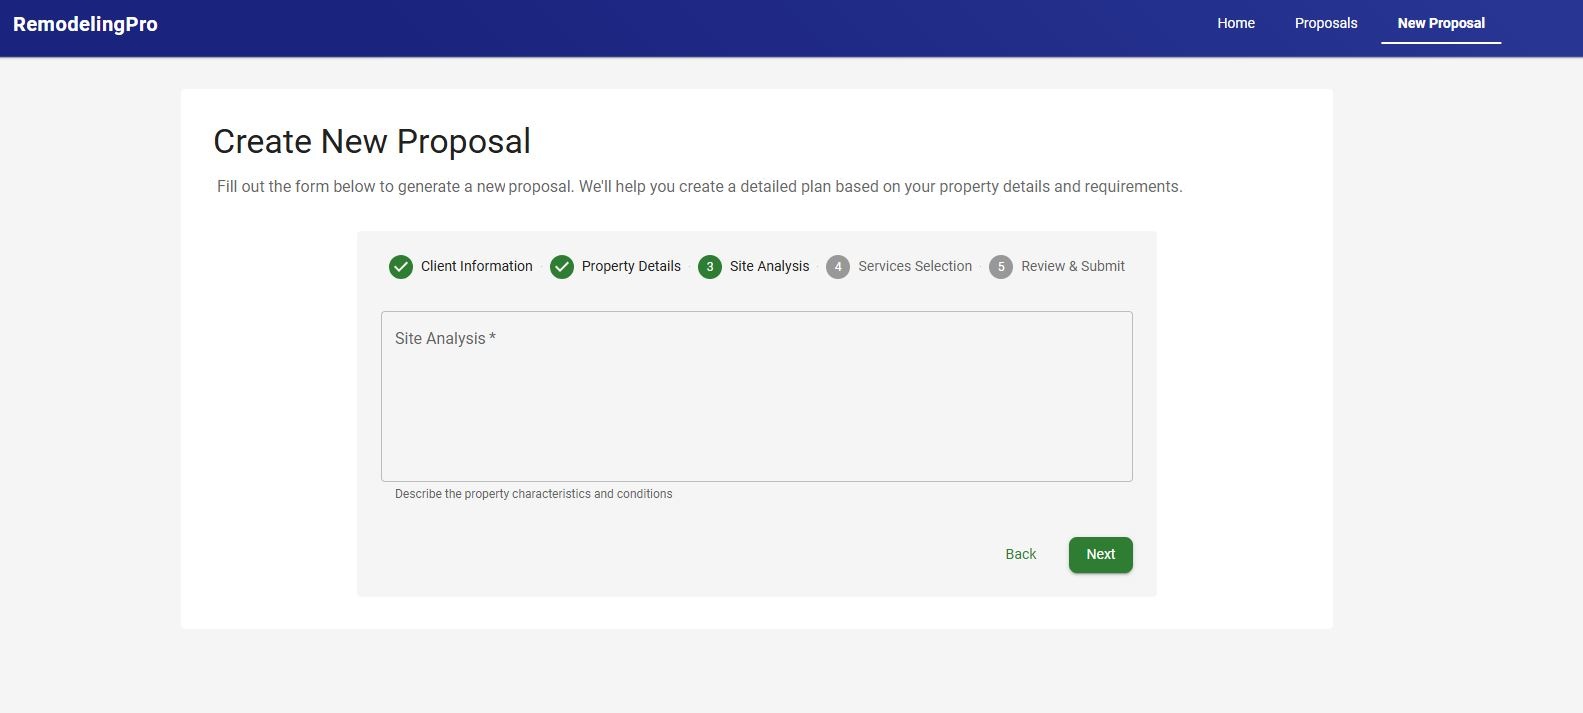 RemodelingPro
Home Proposals New Proposal
Create New Proposal
Fill out the form below to generate a new proposal. We'll help you create a detailed plan based on your property details and requirements.
Client Information Property Details 3 Site Analysis 4 Services Selection 5 Review & Submit
Site Analysis *
Describe the property characteristics and conditions
Back Next